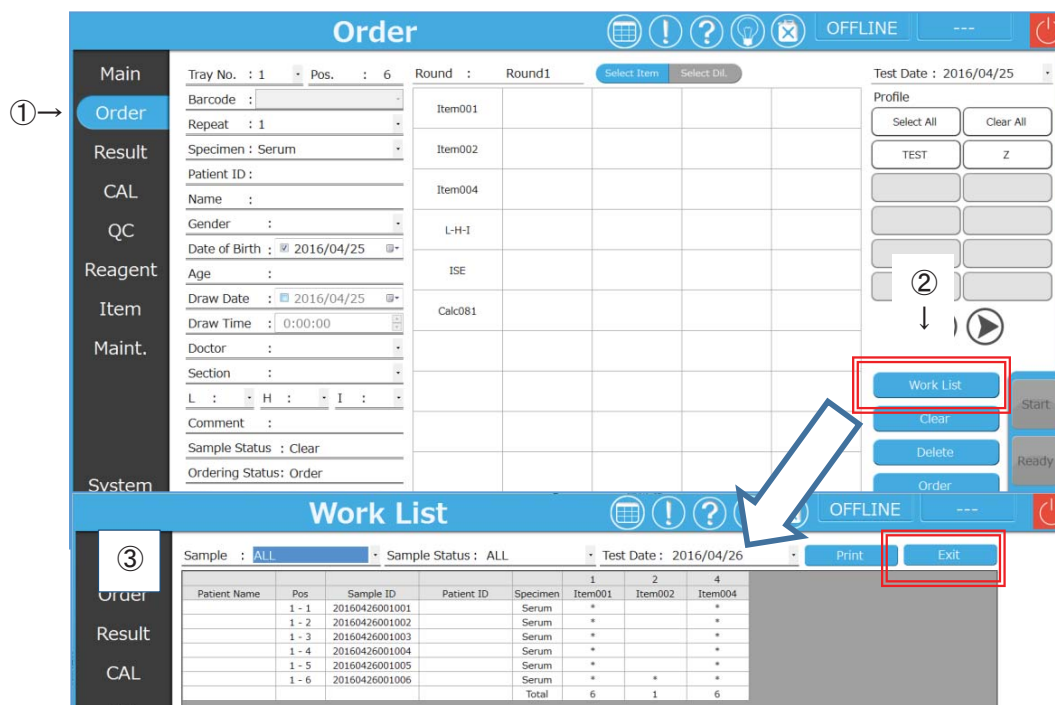 Order
OFFLINE
---
①→
Main
Order
Result
CAL
QC
Reagent
Item
Maint.
System
Tray No. : 1 Pos. : 6
Barcode :
Repeat : 1
Specimen : Serum
Patient ID :
Name :
Gender :
Date of Birth : 2016/04/25
Age :
Draw Date : 2016/04/25
Draw Time : 0:00:00
Doctor :
Section :
L : H : I :
Comment :
Sample Status : Clear
Ordering Status: Order
Round : Round1
Select Item Select Dil.
Item001
Item002
Item004
L-H-I
ISE
Calc081
Test Date : 2016/04/25
Profile
Select All Clear All
TEST Z
②
↓
Work List
Clear
Delete
Order
Start
Ready
Work List
OFFLINE
---
③
Order
Result
CAL
Sample : ALL Sample Status : ALL Test Date : 2016/04/26 Print Exit
1 2 4
Patient Name Pos Sample ID Patient ID Specimen Item001 Item002 Item004
1 - 1 20160426001001 Serum * *
1 - 2 20160426001002 Serum * *
1 - 3 20160426001003 Serum * *
1 - 4 20160426001004 Serum * *
1 - 5 20160426001005 Serum * *
1 - 6 20160426001006 Serum * * *
Total 6 1 6